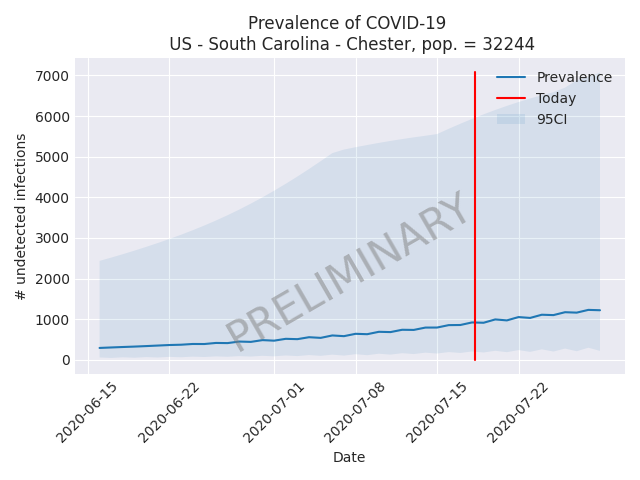 Prevalence of COVID-19
US - South Carolina - Chester, pop. = 32244
7000
6000
5000
4000
3000
2000
1000
0
# undetected infections
Prevalence
Today
95CI
PRELIMINARY
2020-06-15
2020-06-22
2020-07-01
2020-07-08
2020-07-15
2020-07-22
Date